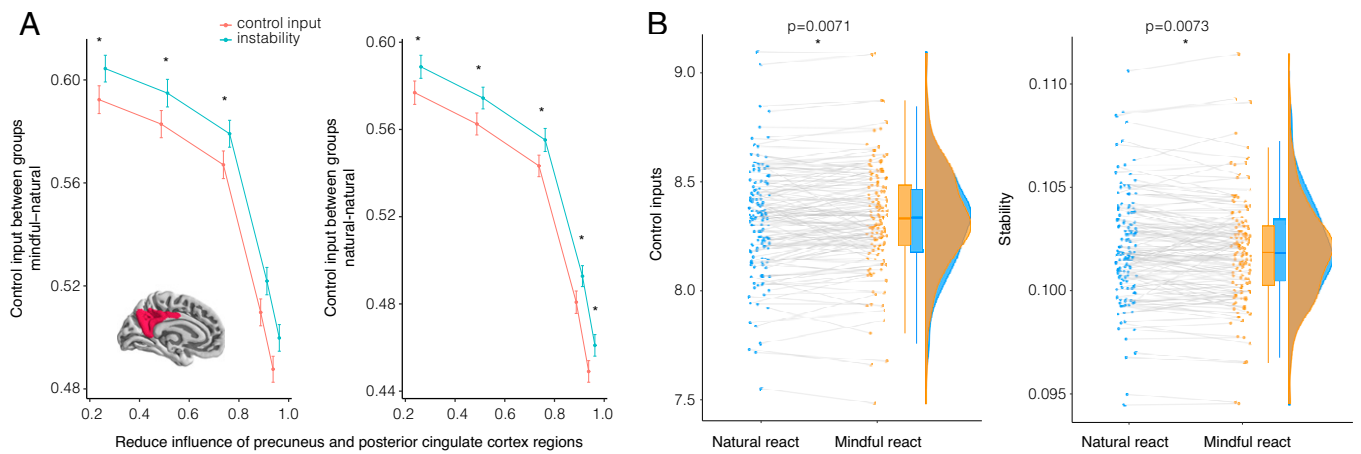 A
control input
instability
Control input between groups
mindful–natural
0.60
0.56
0.52
0.48
*
*
*
0.2
0.4
0.6
0.8
1.0
Control input between groups
natural-natural
0.60
0.56
0.52
0.48
0.44
*
*
*
*
*
0.2
0.4
0.6
0.8
1.0
Reduce influence of precuneus and posterior cingulate cortex regions
B
p=0.0071
*
Control inputs
9.0
8.5
8.0
7.5
Natural react
Mindful react
p=0.0073
*
Stability
0.110
0.105
0.100
0.095
Natural react
Mindful react